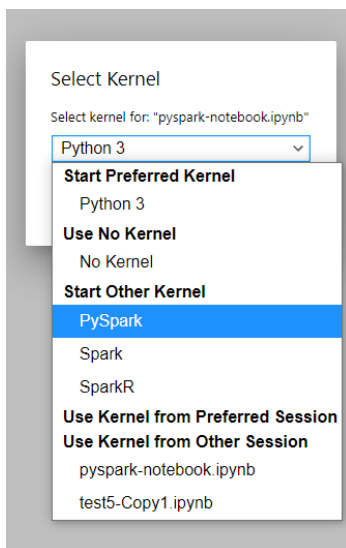 Select Kernel
Select kernel for: "pyspark-notebook.ipynb"
Python 3
Start Preferred Kernel
Python 3
Use No Kernel
No Kernel
Start Other Kernel
PySpark
Spark
SparkR
Use Kernel from Preferred Session
Use Kernel from Other Session
pyspark-notebook.ipynb
test5-Copy1.ipynb